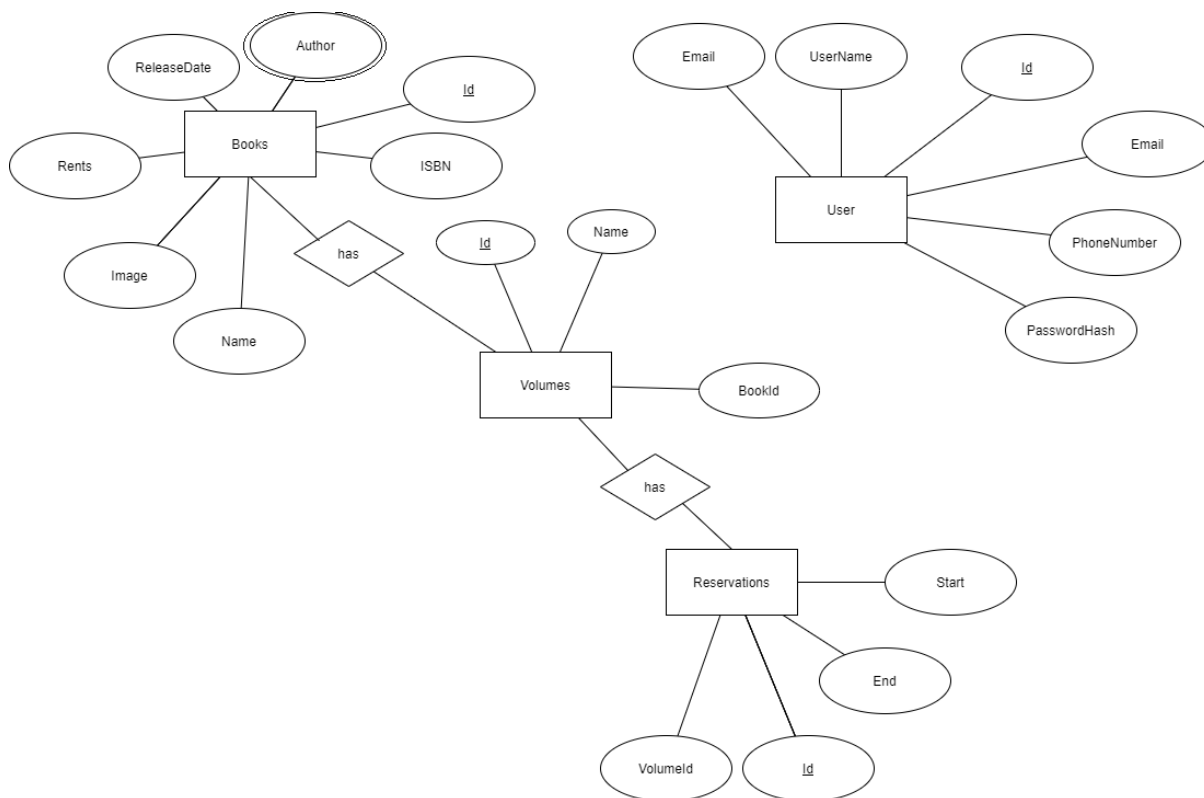 Author
ReleaseDate
Id
Books
Rents
ISBN
has
Image
Name
Email
UserName
Id
Email
User
PhoneNumber
PasswordHash
Id
Name
Volumes
BookId
has
Reservations
Start
End
VolumeId
Id